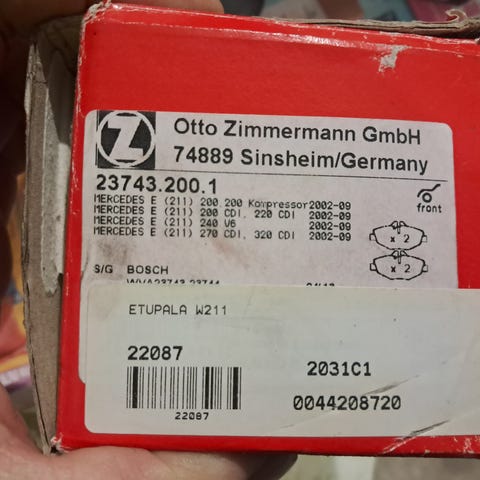 Z
Otto Zimmermann GmbH
74889 Sinsheim/Germany
23743.200.1
MERCEDES E (211) 200,200 Kompressor 2002-09
MERCEDES E (211) 200 CDI, 220 CDI 2002-09
MERCEDES E (211) 240 V6 2002-09
MERCEDES E (211) 270 CDI, 320 CDI 2002-09
front
x 2
x 2
S/G BOSCH
ETUPALA W211
22087
2031C1
22087
0044208720